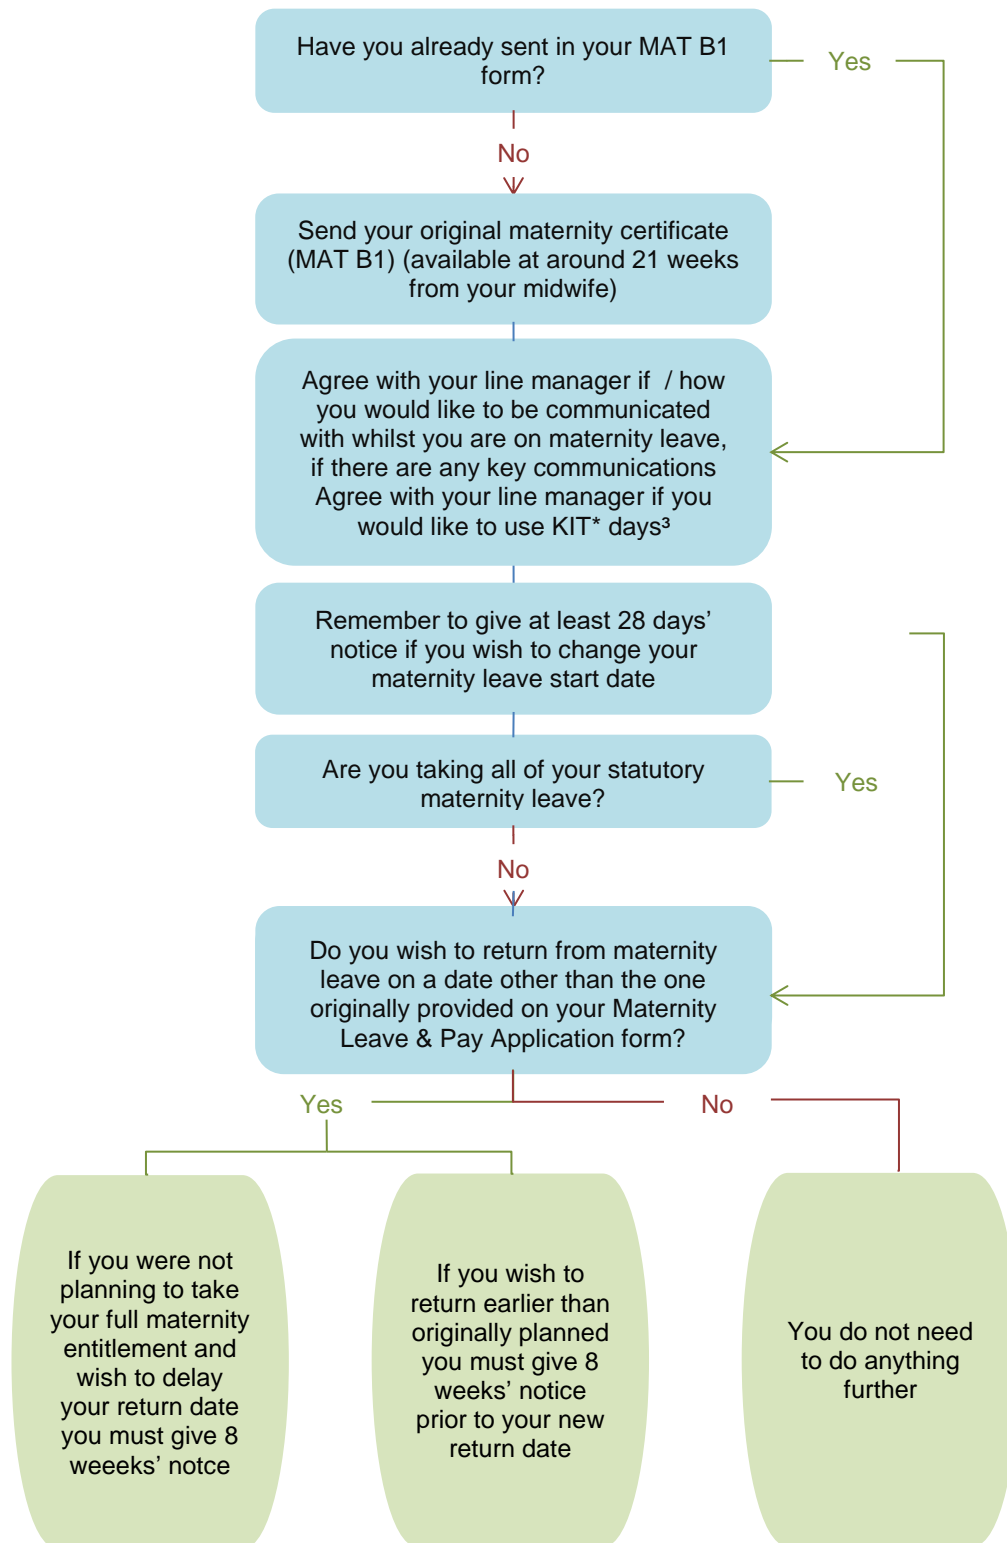 Have you already sent in your MAT B1
form?
Yes
No
Send your original maternity certificate
(MAT B1) (available at around 21 weeks
from your midwife)
Agree with your line manager if  / how
you would like to be communicated
with whilst you are on maternity leave,
if there are any key communications
Agree with your line manager if you
would like to use KIT* days³
Remember to give at least 28 days’
notice if you wish to change your
maternity leave start date
Are you taking all of your statutory
maternity leave?
Yes
No
Do you wish to return from maternity
leave on a date other than the one
originally provided on your Maternity
Leave & Pay Application form?
Yes
No
If you were not
planning to take
your full maternity
entitlement and
wish to delay
your return date
you must give 8
weeeks’ notce
If you wish to
return earlier than
originally planned
you must give 8
weeks’ notice
prior to your new
return date
You do not need
to do anything
further